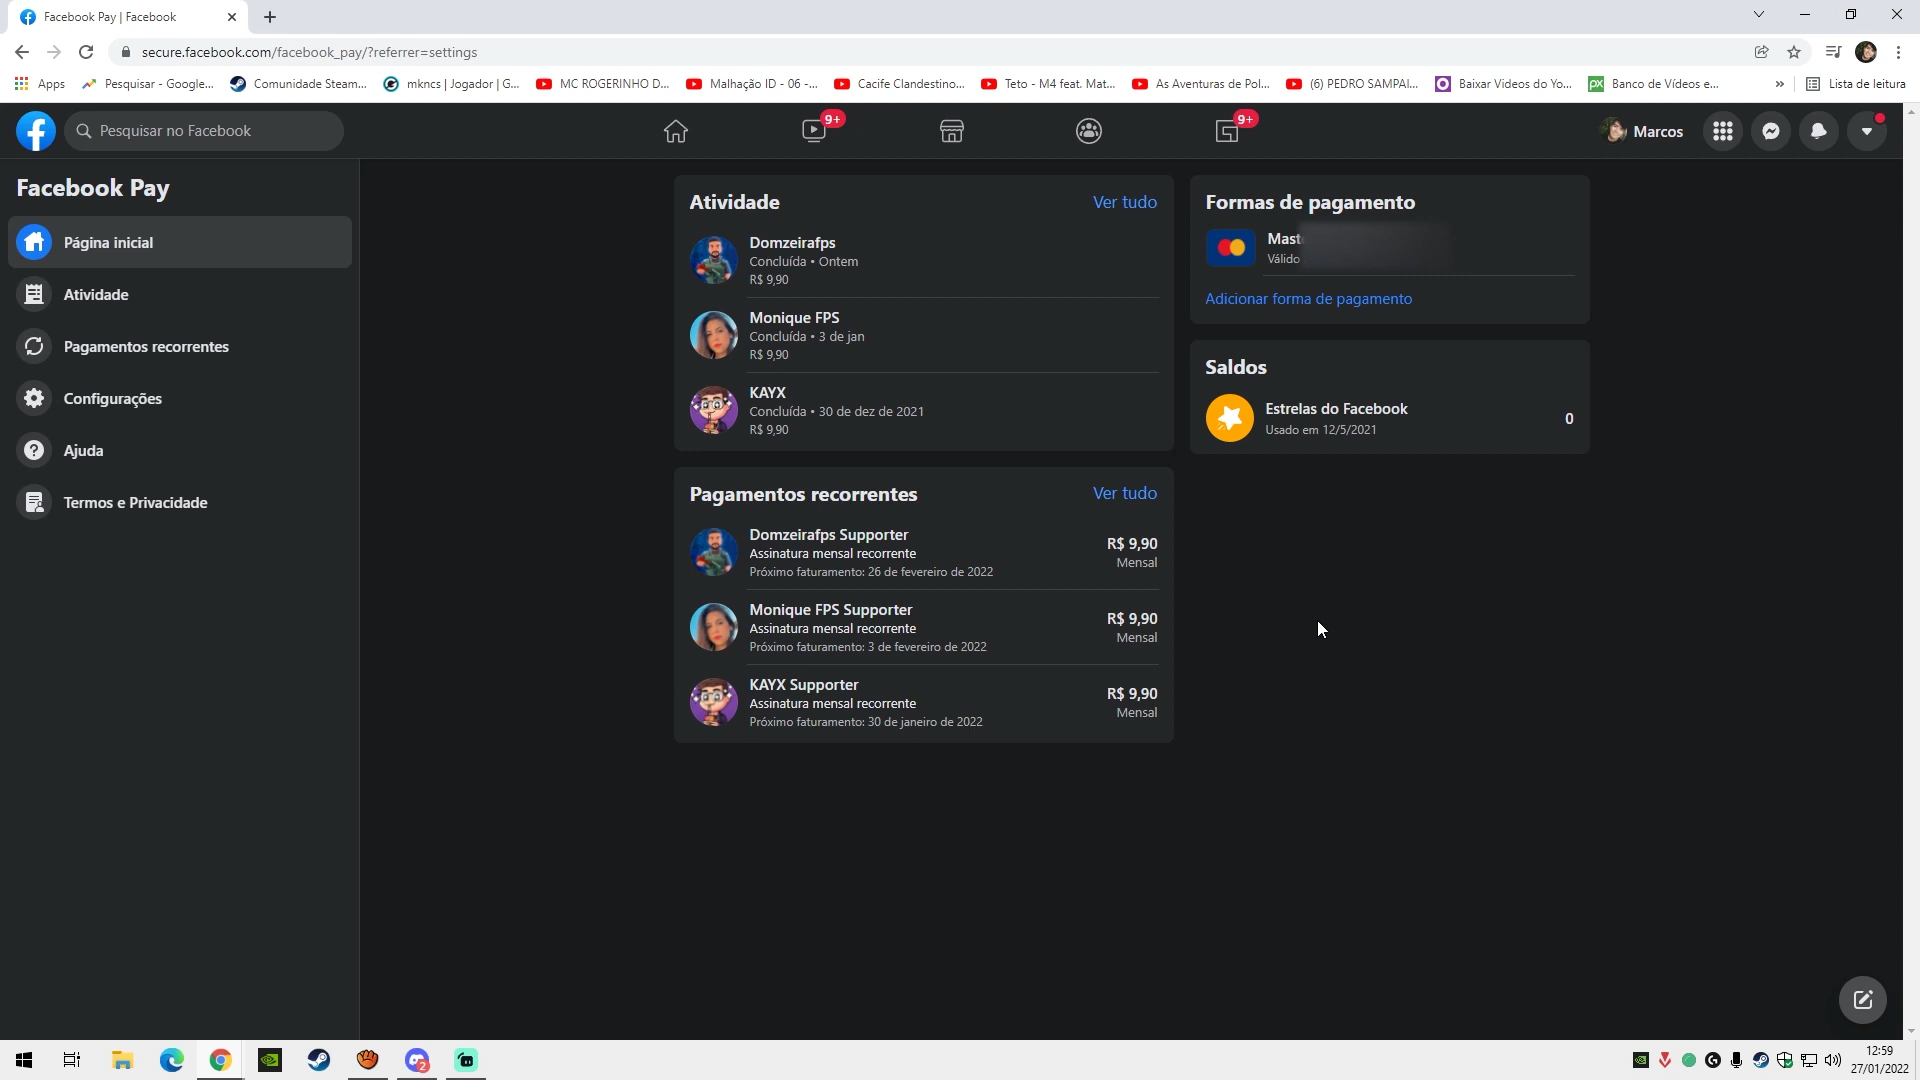 Facebook Pay | Facebook
secure.facebook.com/facebook_pay/?referrer=settings
Apps
Pesquisar - Google...
Comunidade Steam...
mkncs | Jogador | G...
MC ROGERINHO D...
Malhação ID - 06 -...
Cacife Clandestino...
Teto - M4 feat. Mat...
As Aventuras de Pol...
(6) PEDRO SAMPAI...
Baixar Videos do Yo...
Banco de Vídeos e...
»
Lista de leitura
Pesquisar no Facebook
9+
9+
Marcos
Facebook Pay
Página inicial
Atividade
Pagamentos recorrentes
Configurações
Ajuda
Termos e Privacidade
Atividade
Ver tudo
Domzeirafps
Concluída • Ontem
R$ 9,90
Monique FPS
Concluída • 3 de jan
R$ 9,90
KAYX
Concluída • 30 de dez de 2021
R$ 9,90
Pagamentos recorrentes
Ver tudo
Domzeirafps Supporter
Assinatura mensal recorrente
Próximo faturamento: 26 de fevereiro de 2022
R$ 9,90
Mensal
Monique FPS Supporter
Assinatura mensal recorrente
Próximo faturamento: 3 de fevereiro de 2022
R$ 9,90
Mensal
KAYX Supporter
Assinatura mensal recorrente
Próximo faturamento: 30 de janeiro de 2022
R$ 9,90
Mensal
Formas de pagamento
Mast
Válido
Adicionar forma de pagamento
Saldos
Estrelas do Facebook
Usado em 12/5/2021
0
2
12:59
27/01/2022